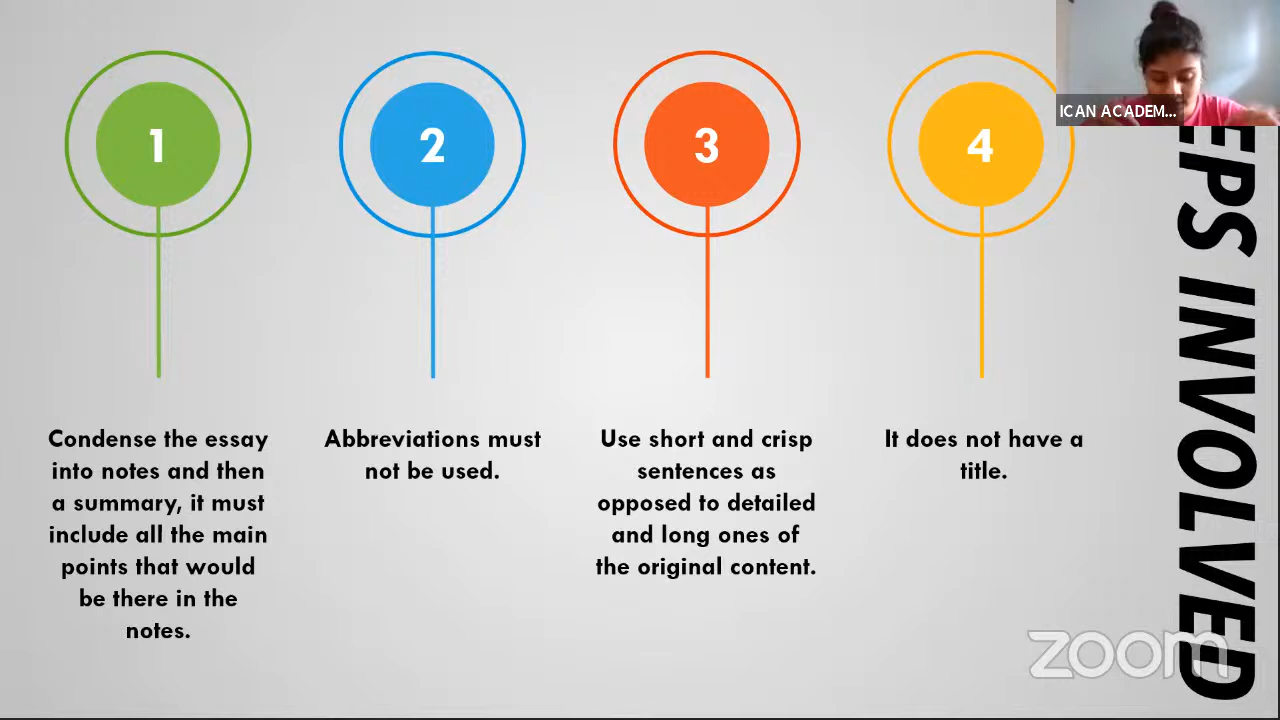 1
2
3
4
ICAN ACADEM...
Condense the essay
into notes and then
a summary, it must
include all the main
points that would
be there in the
notes.
Abbreviations must
not be used.
Use short and crisp
sentences as
opposed to detailed
and long ones of
the original content.
It does not have a
title.
EPS INVOLVED
zoom